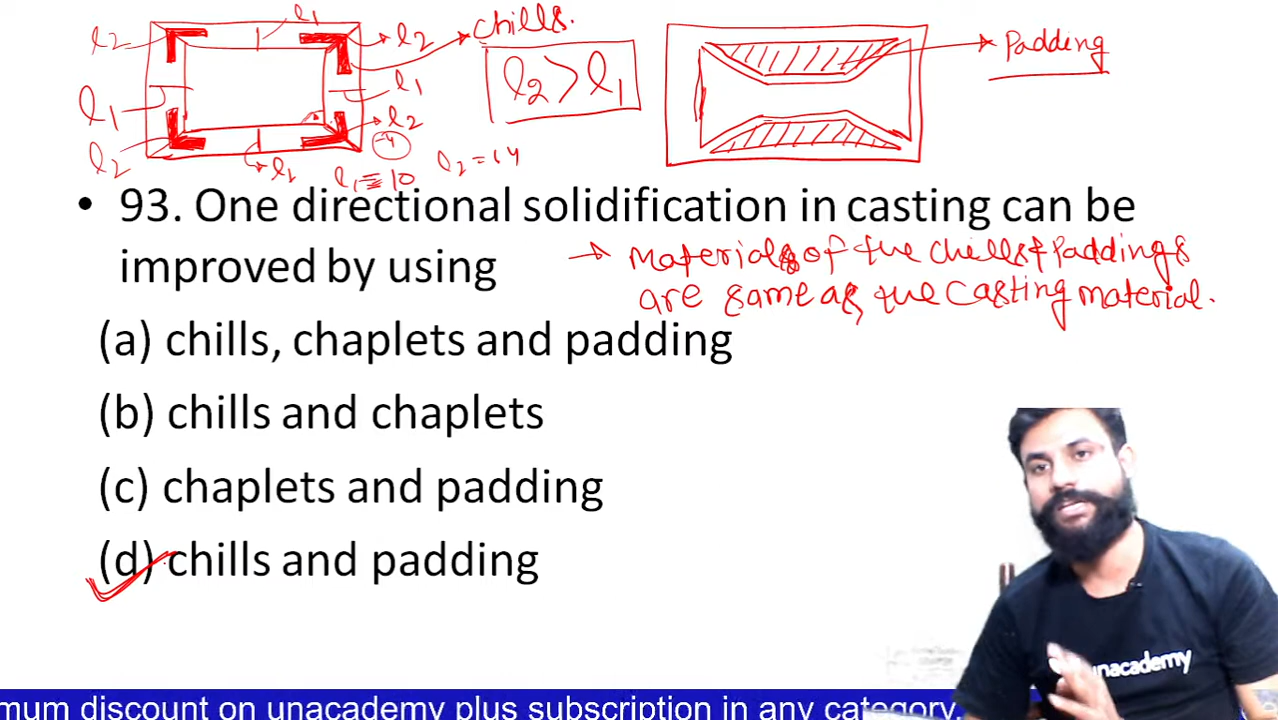 l1
chills.
l2
l2
l2 > l1
Padding
l1
l1
l2
l2
-4
l1
l2 = 14
l1 = 10
• 93. One directional solidification in casting can be
improved by using
→ Materials of the chills & Paddings
are same as the casting material.
(a) chills, chaplets and padding
(b) chills and chaplets
(c) chaplets and padding
(d) chills and padding
unacademy
mum discount on unacademy plus subscription in any category.